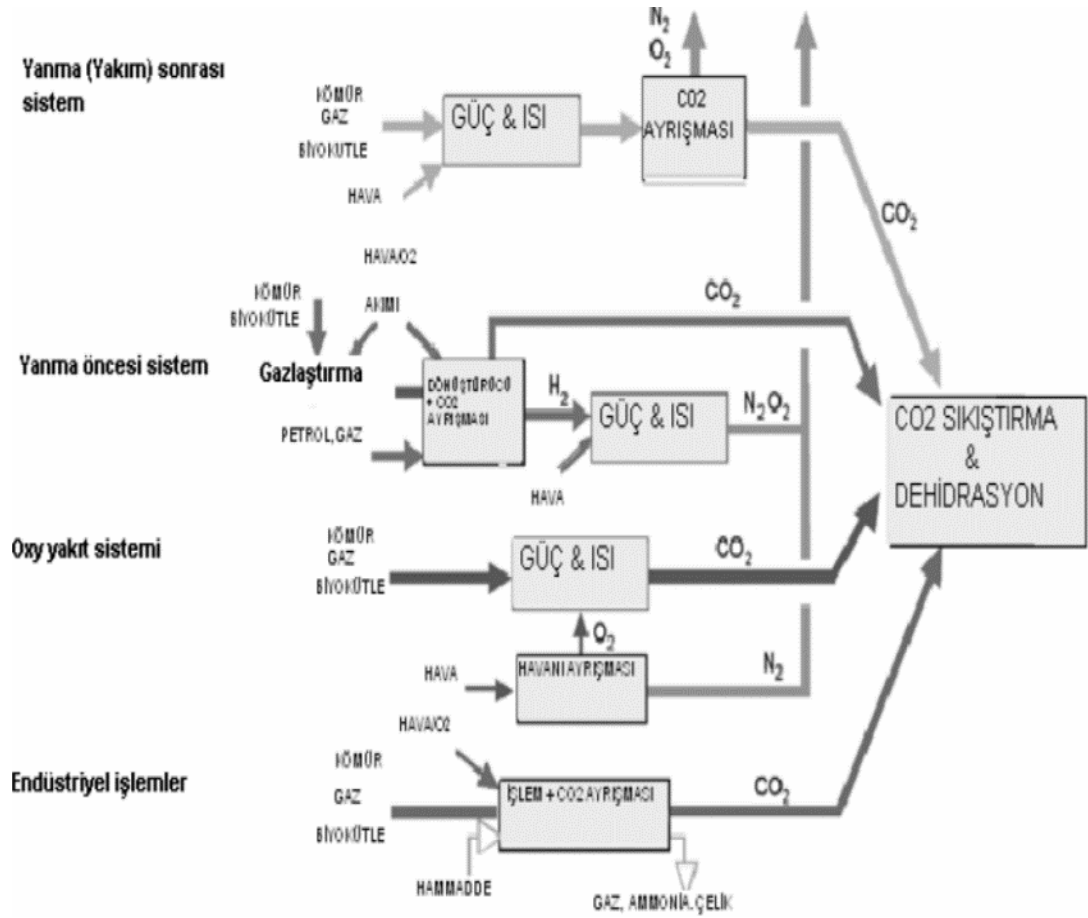 N2
O2
Yanma (Yakım) sonrası
sistem
KÖMÜR
GAZ
BİYOKUTLE
HAVA
GÜÇ & ISI
CO2
AYRIŞMASI
CO2
HAVA/O2
AKIMI
KÖMÜR
BİYOKÜTLE
Yanma öncesi sistem
Gazlaştırma
PETROL,GAZ
DÖNÜŞTÜRÜCÜ
+ CO2
AYRIŞMASI
CO2
H2
GÜÇ & ISI
HAVA
N2O2
CO2 SIKIŞTIRMA
&
DEHİDRASYON
Oxy yakıt sistemi
KÖMÜR
GAZ
BİYOKÜTLE
GÜÇ & ISI
CO2
O2
HAVA
HAVANI AYRIŞMASI
N2
HAVA/O2
Endüstriyel işlemler
KÖMÜR
GAZ
BİYOKÜTLE
İŞLEM + CO2 AYRIŞMASI
CO2
HAMMADDE
GAZ, AMMONİA.ÇELİK